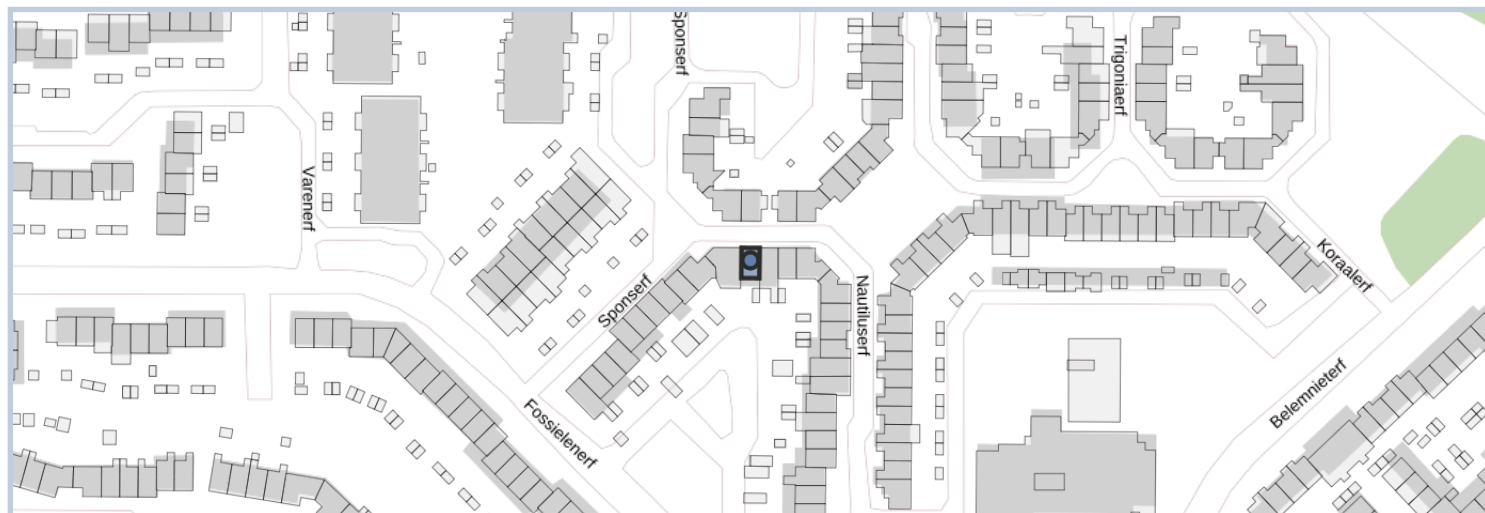 Sponserf
Trigoniaerf
Varenerf
Koraalerf
Sponserf
Nautiluserf
Belemnieterf
Fossielenerf